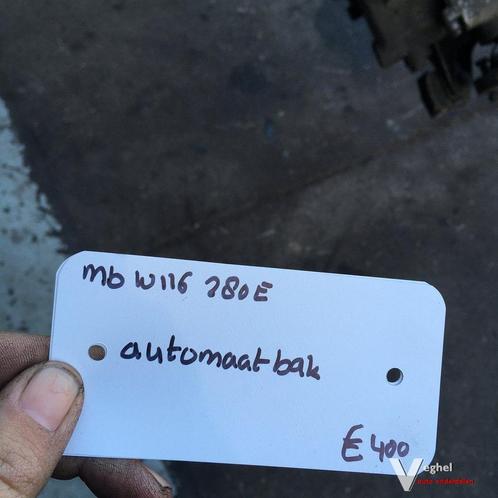 mb W116 280E
automaatbak
€400
Veghel
auto onderdelen